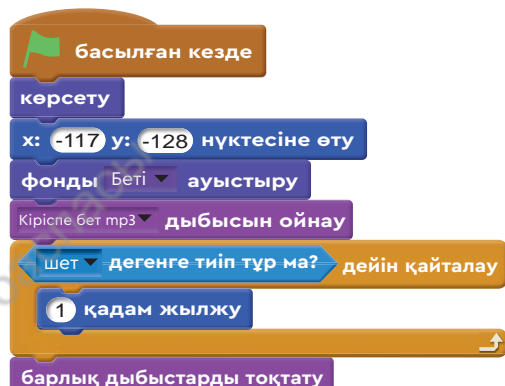 басылған кезде
көрсету
x: -117 y: -128 нүктесіне өту
фонды Беті ауыстыру
Кіріспе бет mp3 дыбысын ойнау
шет дегенге тиіп тұр ма? дейін қайталау
1 қадам жылжу
барлық дыбыстарды тоқтату